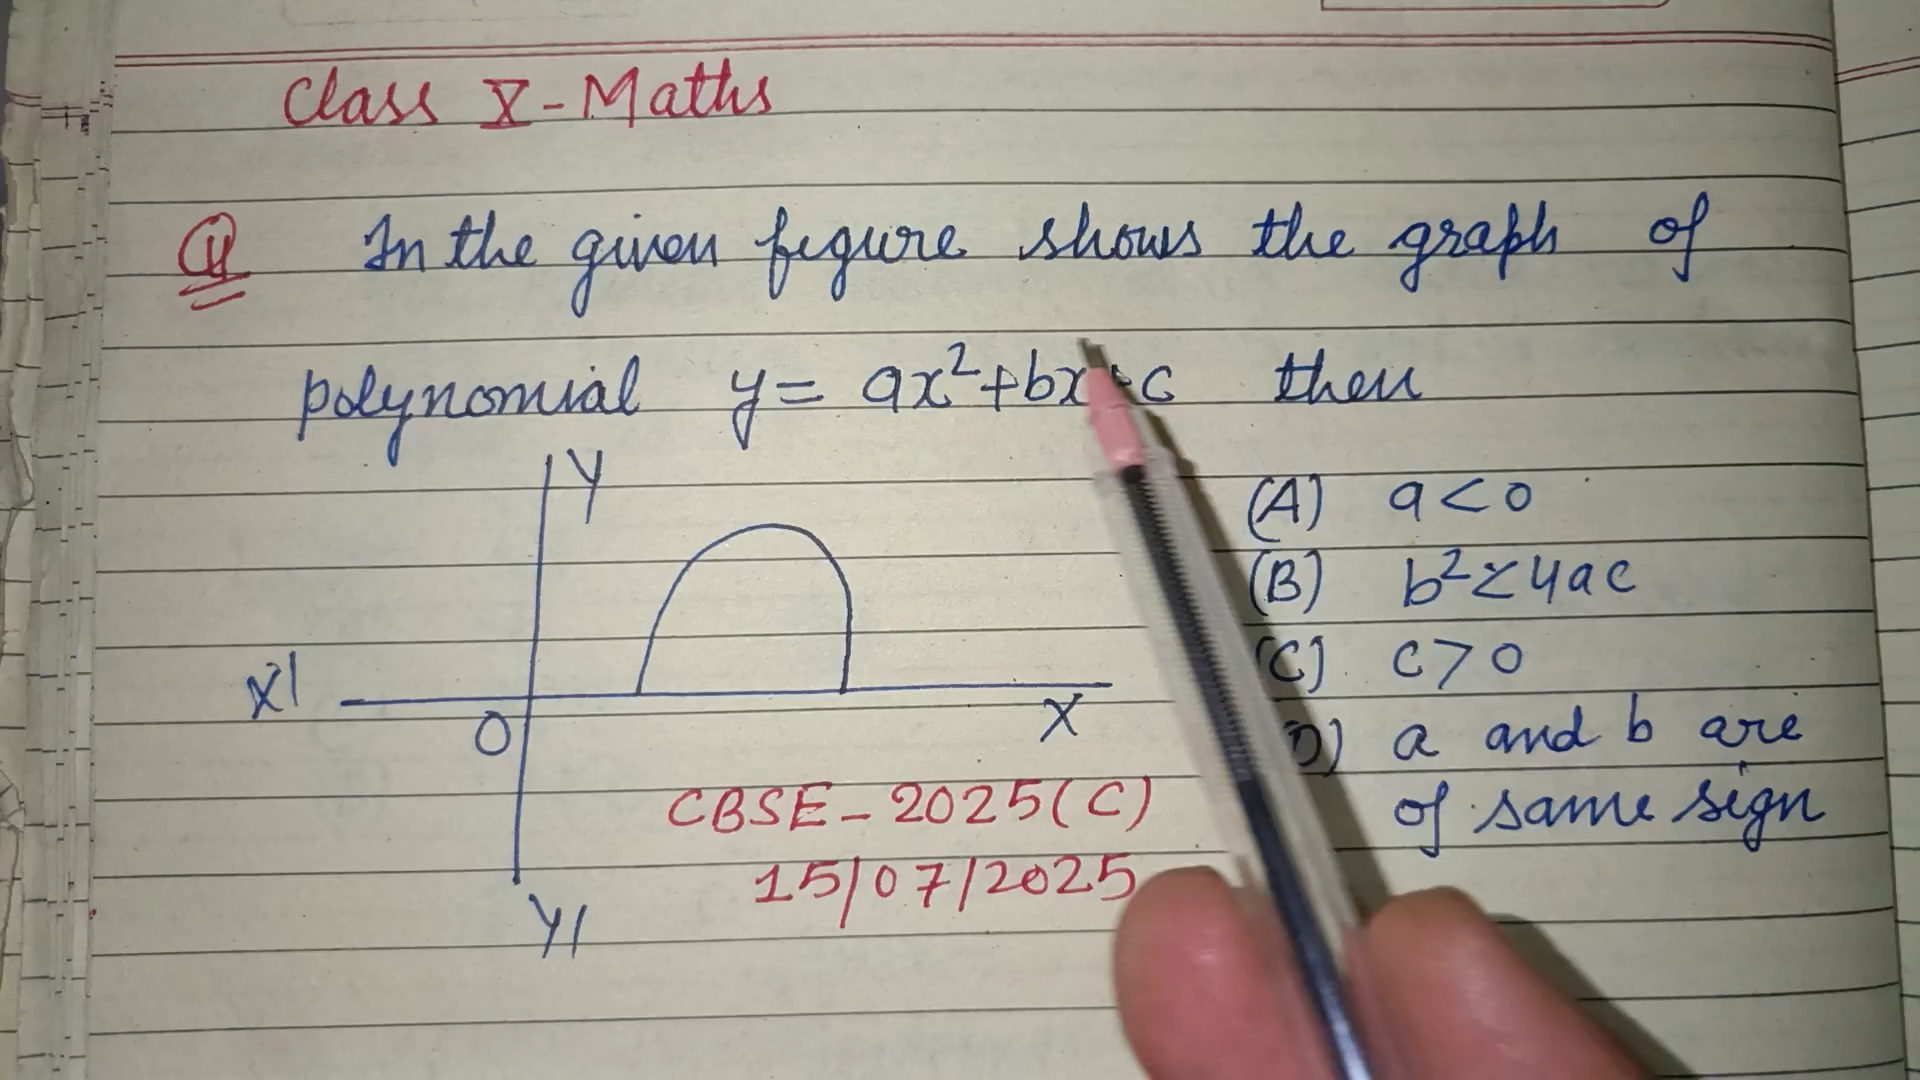 Class X-Maths
Q In the given figure shows the graph of
polynomial y = ax²+bx+c then
Y
(A) a<0
(B) b²<4ac
(C) c>0
X' O X
(D) a and b are
of same sign
CBSE-2025(C)
15/07/2025
Y'